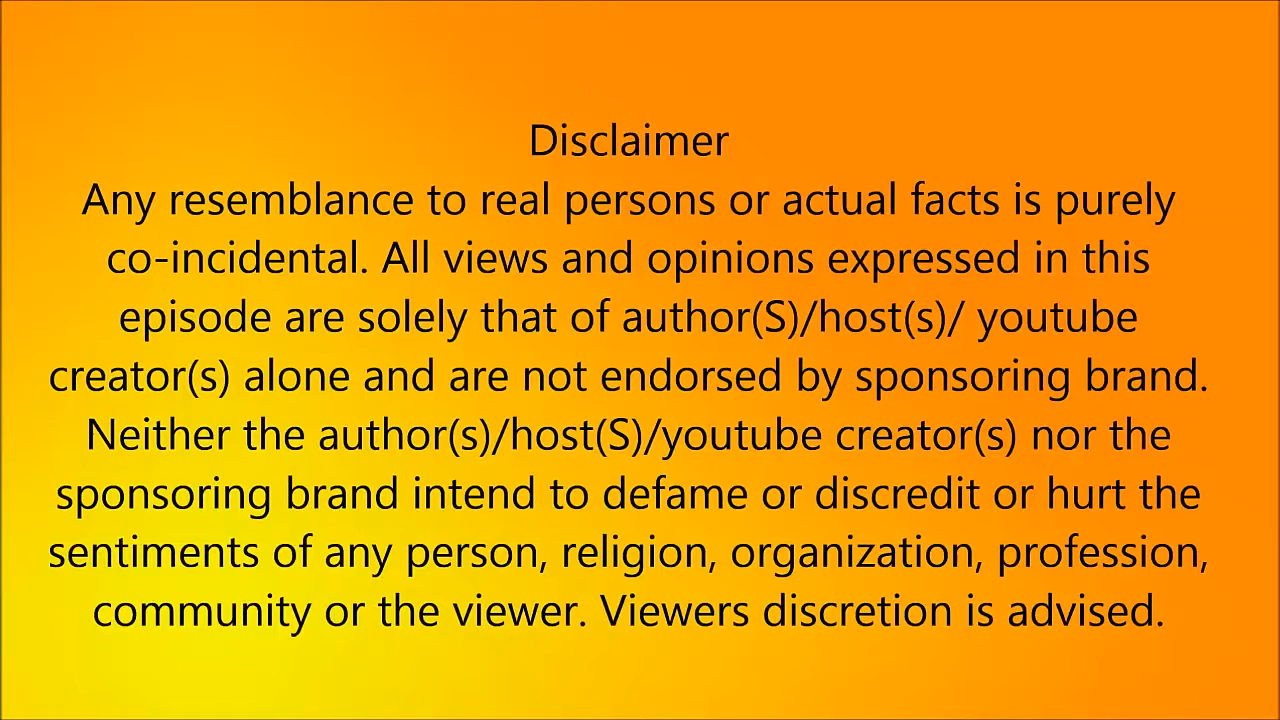 Disclaimer
Any resemblance to real persons or actual facts is purely
co-incidental. All views and opinions expressed in this
episode are solely that of author(S)/host(s)/ youtube
creator(s) alone and are not endorsed by sponsoring brand.
Neither the author(s)/host(S)/youtube creator(s) nor the
sponsoring brand intend to defame or discredit or hurt the
sentiments of any person, religion, organization, profession,
community or the viewer. Viewers discretion is advised.